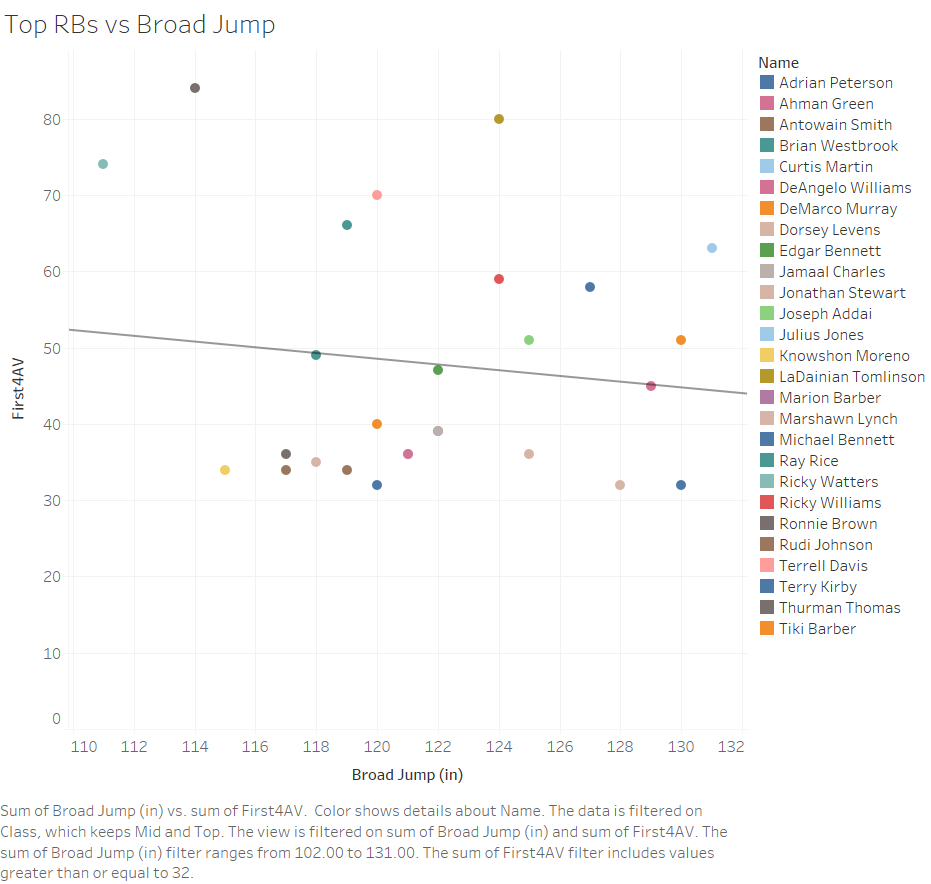 Top RBs vs Broad Jump
Name
Adrian Peterson
Ahman Green
Antowain Smith
Brian Westbrook
Curtis Martin
DeAngelo Williams
DeMarco Murray
Dorsey Levens
Edgar Bennett
Jamaal Charles
Jonathan Stewart
Joseph Addai
Julius Jones
Knowshon Moreno
LaDainian Tomlinson
Marion Barber
Marshawn Lynch
Michael Bennett
Ray Rice
Ricky Watters
Ricky Williams
Ronnie Brown
Rudi Johnson
Terrell Davis
Terry Kirby
Thurman Thomas
Tiki Barber
80
70
60
50
40
30
20
10
0
First4AV
110 112 114 116 118 120 122 124 126 128 130 132
Broad Jump (in)
Sum of Broad Jump (in) vs. sum of First4AV.  Color shows details about Name. The data is filtered on
Class, which keeps Mid and Top. The view is filtered on sum of Broad Jump (in) and sum of First4AV. The
sum of Broad Jump (in) filter ranges from 102.00 to 131.00. The sum of First4AV filter includes values
greater than or equal to 32.